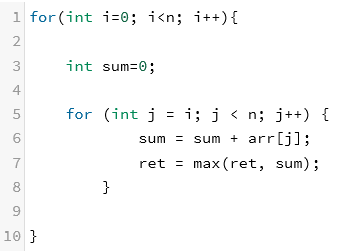 1 for(int i=0; i<n; i++){
2
3     int sum=0;
4
5     for (int j = i; j < n; j++) {
6             sum = sum + arr[j];
7             ret = max(ret, sum);
8         }
9
10 }